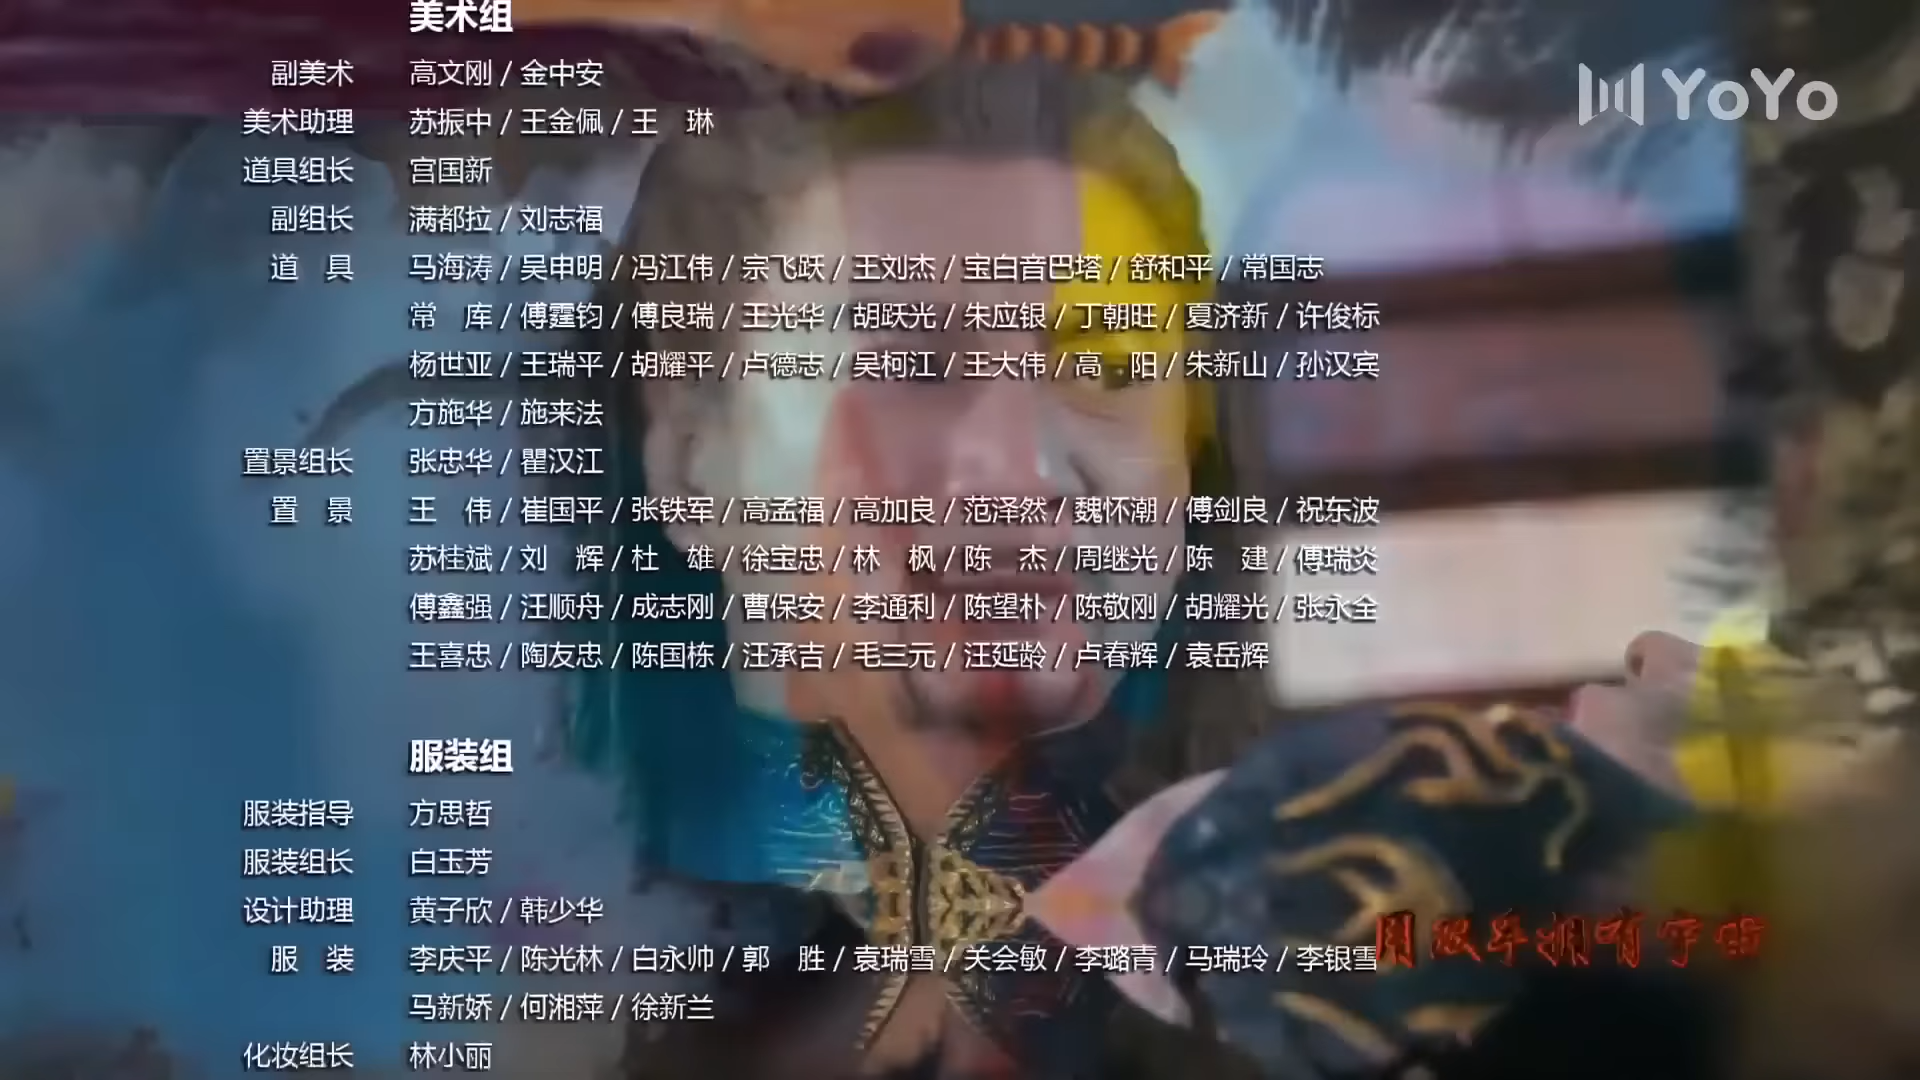 美术组
YoYo
副美术 高文刚 / 金中安
美术助理 苏振中 / 王金佩 / 王　琳
道具组长 宫国新
副组长 满都拉 / 刘志福
道　具 马海涛 / 吴申明 / 冯江伟 / 宗飞跃 / 王刘杰 / 宝白音巴塔 / 舒和平 / 常国志
常　库 / 傅霆钧 / 傅良瑞 / 王光华 / 胡跃光 / 朱应银 / 丁朝旺 / 夏济新 / 许俊标
杨世亚 / 王瑞平 / 胡耀平 / 卢德志 / 吴柯江 / 王大伟 / 高　阳 / 朱新山 / 孙汉宾
方施华 / 施来法
置景组长 张忠华 / 瞿汉江
置　景 王　伟 / 崔国平 / 张铁军 / 高孟福 / 高加良 / 范泽然 / 魏怀潮 / 傅剑良 / 祝东波
苏桂斌 / 刘　辉 / 杜　雄 / 徐宝忠 / 林　枫 / 陈　杰 / 周继光 / 陈　建 / 傅瑞炎
傅鑫强 / 汪顺舟 / 成志刚 / 曹保安 / 李通利 / 陈望朴 / 陈敬刚 / 胡耀光 / 张永全
王喜忠 / 陶友忠 / 陈国栋 / 汪承吉 / 毛三元 / 汪延龄 / 卢春辉 / 袁岳辉
服装组
服装指导 方思哲
服装组长 白玉芳
设计助理 黄子欣 / 韩少华
服　装 李庆平 / 陈光林 / 白永帅 / 郭　胜 / 袁瑞雪 / 关会敏 / 李璐青 / 马瑞玲 / 李银雪
马新娇 / 何湘萍 / 徐新兰
化妆组长 林小丽